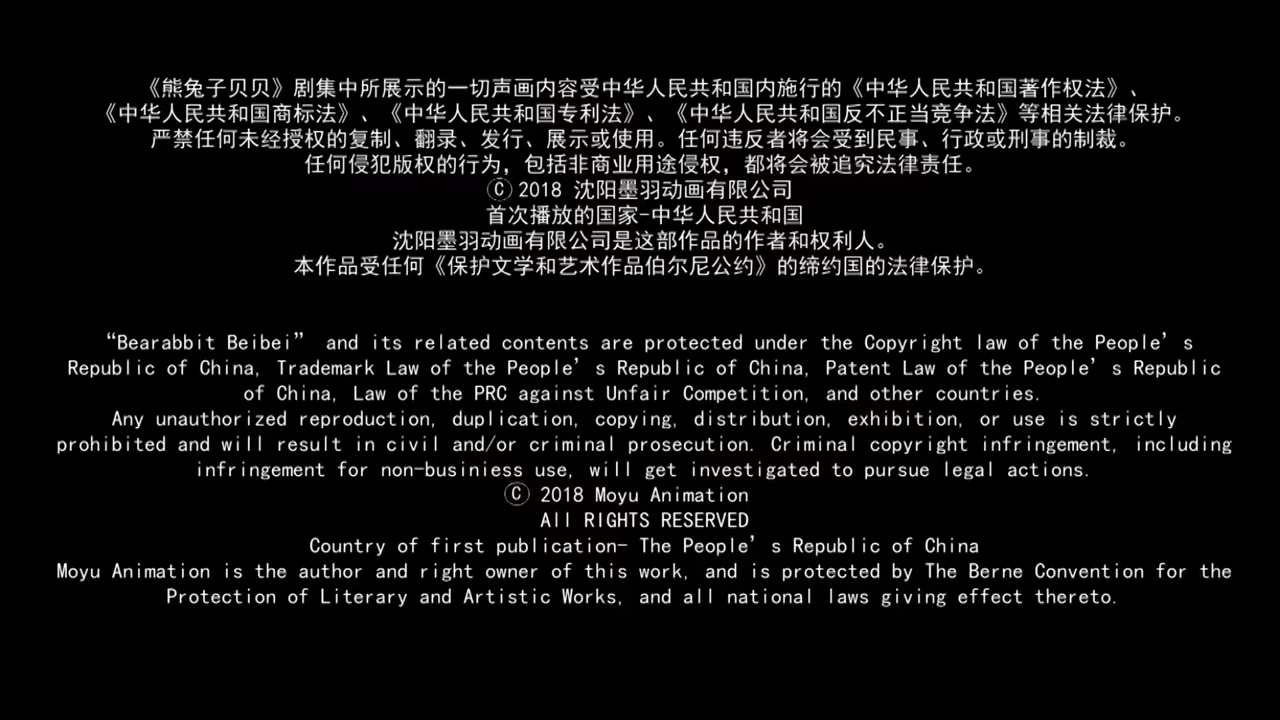 《熊兔子贝贝》剧集中所展示的一切声画内容受中华人民共和国内施行的《中华人民共和国著作权法》、
《中华人民共和国商标法》、《中华人民共和国专利法》、《中华人民共和国反不正当竞争法》等相关法律保护。
严禁任何未经授权的复制、翻录、发行、展示或使用。任何违反者将会受到民事、行政或刑事的制裁。
任何侵犯版权的行为，包括非商业用途侵权，都将会被追究法律责任。
Ⓒ 2018 沈阳墨羽动画有限公司
首次播放的国家-中华人民共和国
沈阳墨羽动画有限公司是这部作品的作者和权利人。
本作品受任何《保护文学和艺术作品伯尔尼公约》的缔约国的法律保护。
“Bearabbit Beibei” and its related contents are protected under the Copyright law of the People’s
Republic of China, Trademark Law of the People’s Republic of China, Patent Law of the People’s Republic
of China, Law of the PRC against Unfair Competition, and other countries.
Any unauthorized reproduction, duplication, copying, distribution, exhibition, or use is strictly
prohibited and will result in civil and/or criminal prosecution. Criminal copyright infringement, including
infringement for non-businiess use, will get investigated to pursue legal actions.
Ⓒ 2018 Moyu Animation
All RIGHTS RESERVED
Country of first publication- The People’s Republic of China
Moyu Animation is the author and right owner of this work, and is protected by The Berne Convention for the
Protection of Literary and Artistic Works, and all national laws giving effect thereto.